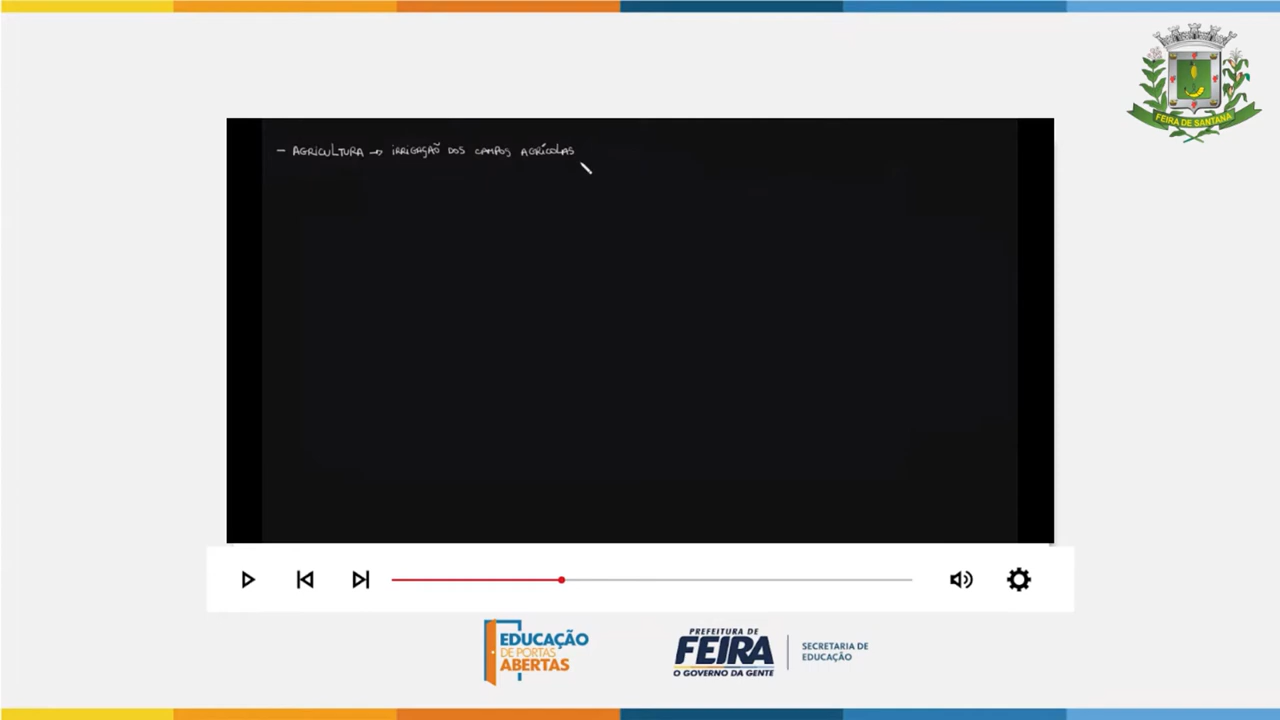 FEIRA DE SANTANA
- AGRICULTURA → IRRIGAÇÃO DOS CAMPOS AGRÍCOLAS
EDUCAÇÃO
DE PORTAS
ABERTAS
PREFEITURA DE
FEIRA
O GOVERNO DA GENTE
SECRETARIA DE
EDUCAÇÃO